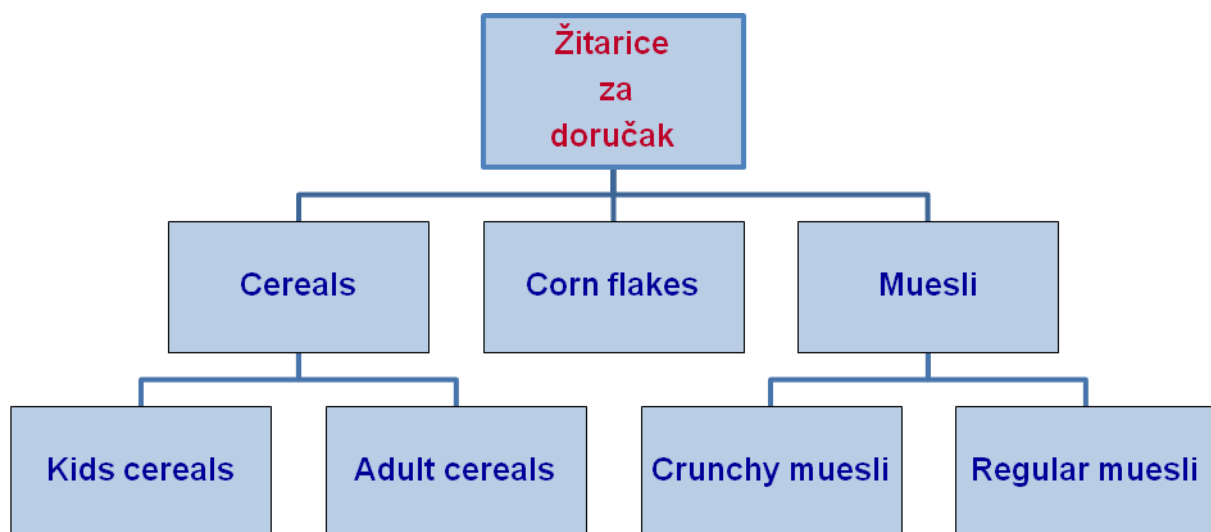 Žitarice
za
doručak
Cereals
Corn flakes
Muesli
Kids cereals
Adult cereals
Crunchy muesli
Regular muesli